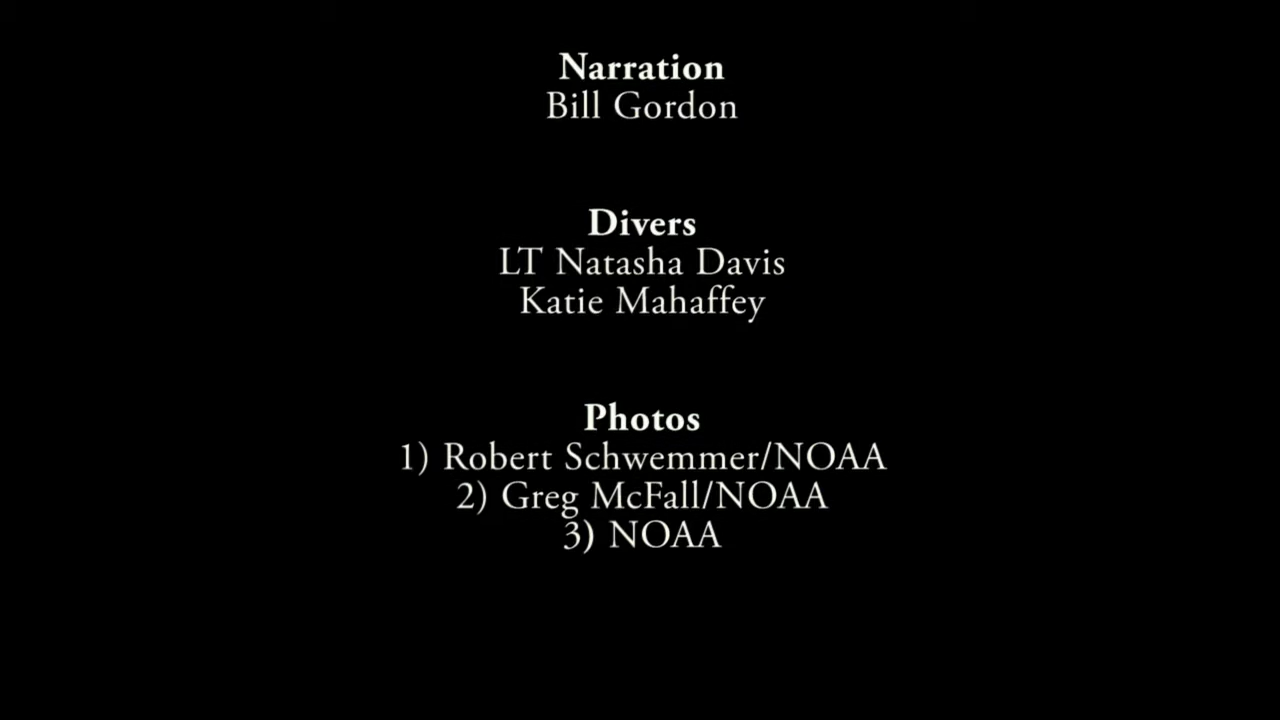 Narration
Bill Gordon
Divers
LT Natasha Davis
Katie Mahaffey
Photos
1) Robert Schwemmer/NOAA
2) Greg McFall/NOAA
3) NOAA